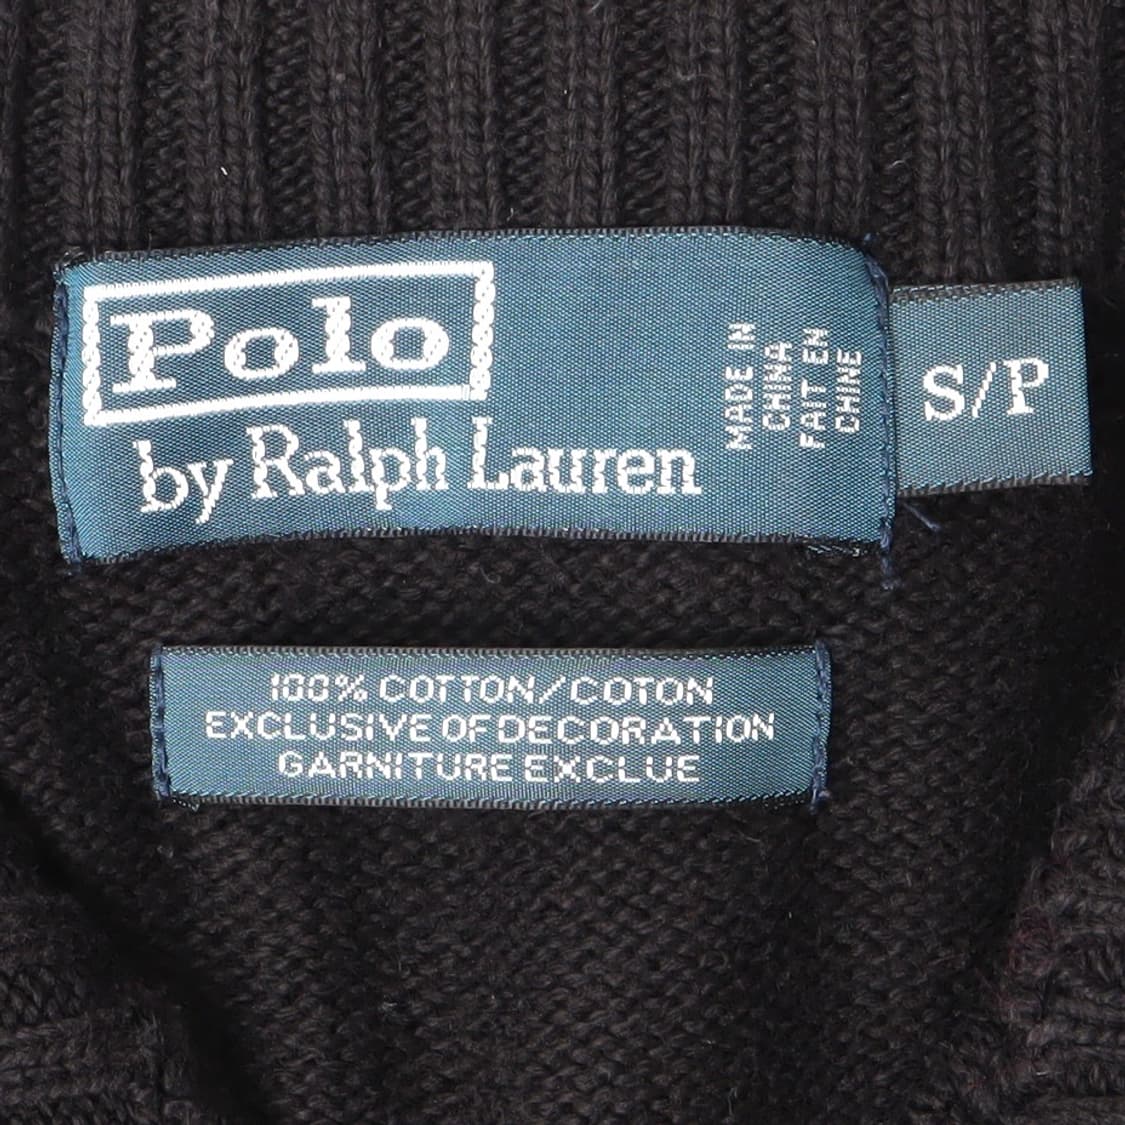 Polo
by Ralph Lauren
MADE IN
CHINA
FAIT EN
CHINE
S/P
100% COTTON/COTON
EXCLUSIVE OF DECORATION
GARNITURE EXCLUE